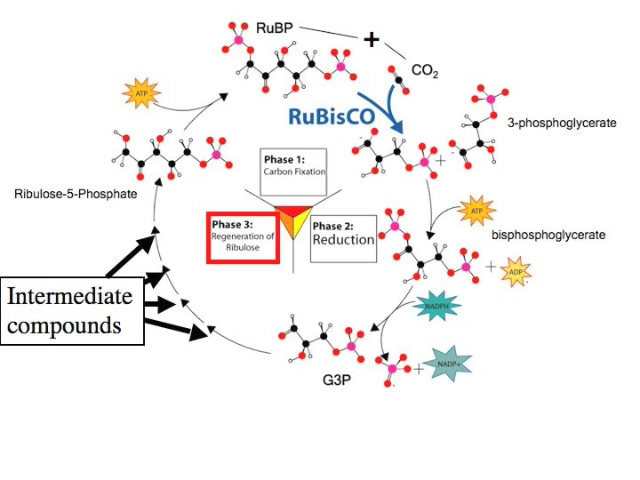 RuBP
+
CO2
RuBisCO
ATP
3-phosphoglycerate
+
Phase 1:
Carbon Fixation
Ribulose-5-Phosphate
ATP
Phase 3:
Regeneration of
Ribulose
Phase 2:
Reduction
bisphosphoglycerate
+
ADP
Intermediate
compounds
NADPH
G3P
+
NADP+